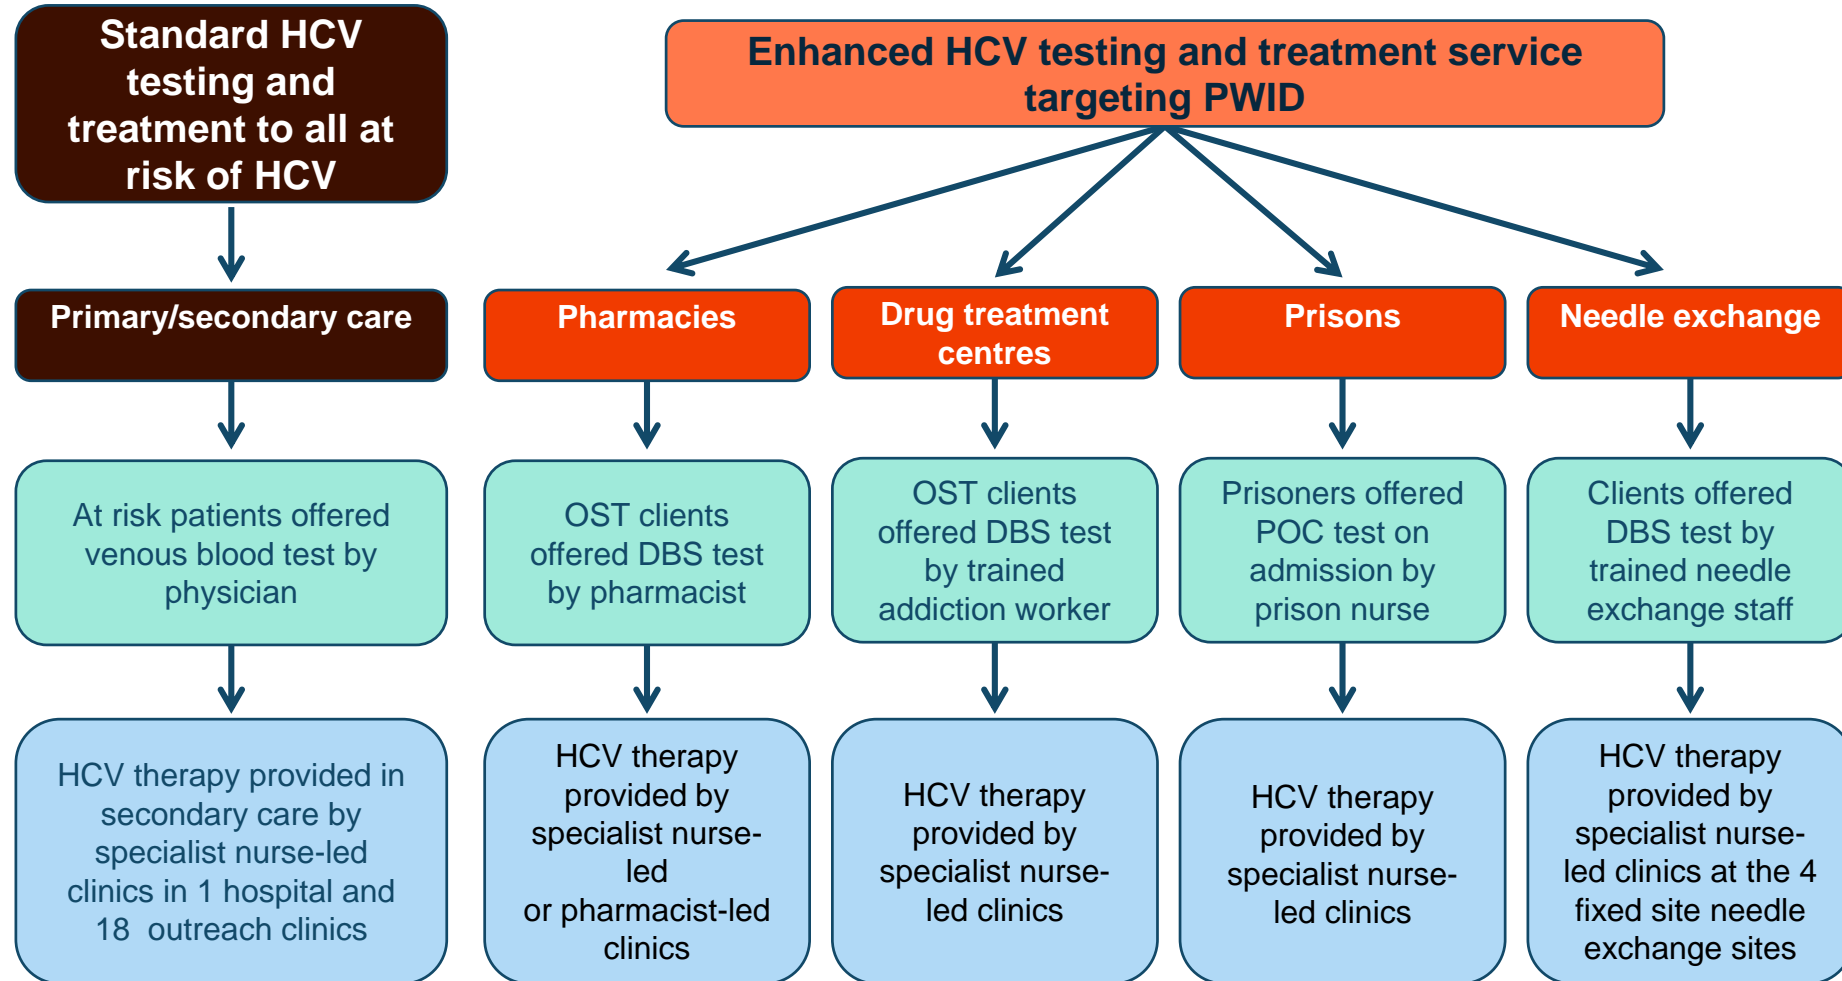 Standard HCV
testing and
treatment to all at
risk of HCV
Enhanced HCV testing and treatment service
targeting PWID
Primary/secondary care
Pharmacies
Drug treatment
centres
Prisons
Needle exchange
At risk patients offered
venous blood test by
physician
OST clients
offered DBS test
by pharmacist
OST clients
offered DBS test
by trained
addiction worker
Prisoners offered
POC test on
admission by
prison nurse
Clients offered
DBS test by
trained needle
exchange staff
HCV therapy provided in
secondary care by
specialist nurse-led
clinics in 1 hospital and
18 outreach clinics
HCV therapy
provided by
specialist nurse-
led
or pharmacist-led
clinics
HCV therapy
provided by
specialist nurse-
led clinics
HCV therapy
provided by
specialist nurse-
led clinics
HCV therapy
provided by
specialist nurse-
led clinics at the 4
fixed site needle
exchange sites